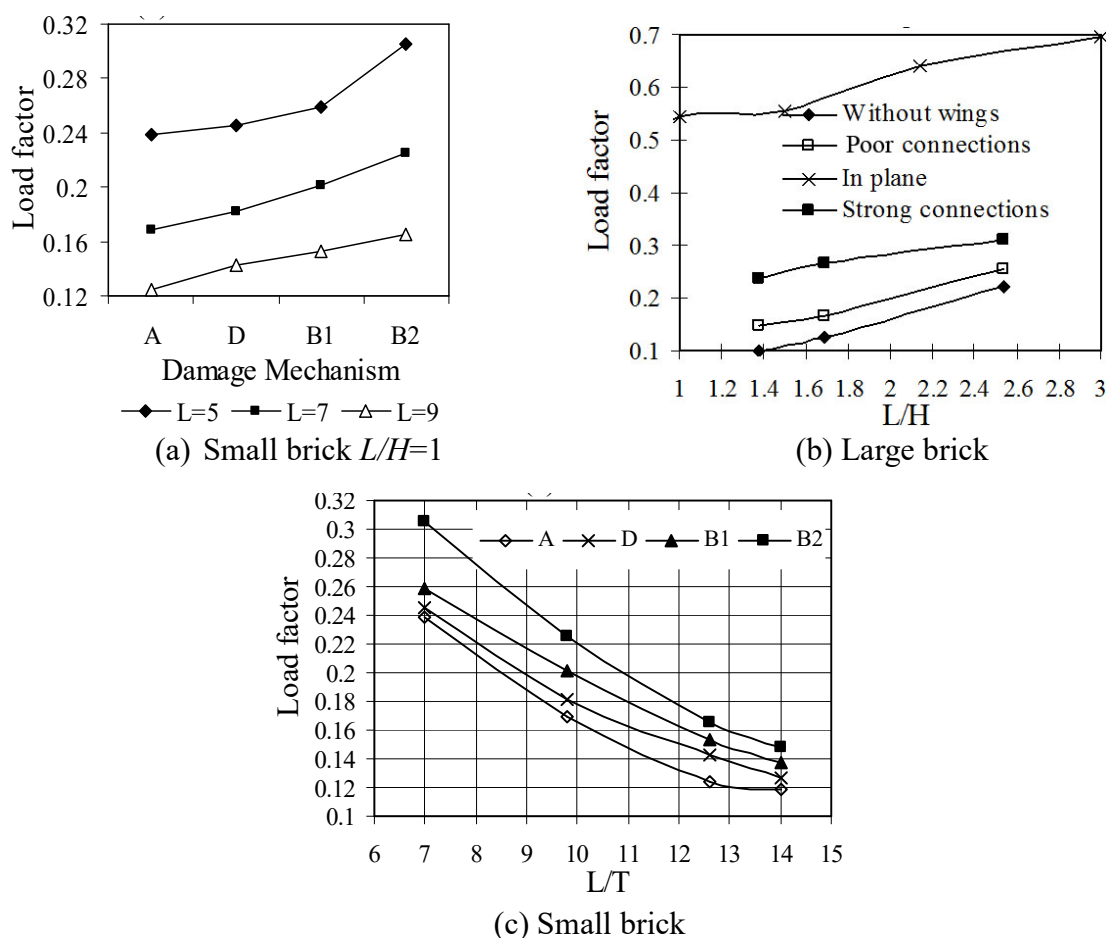 0.32
0.28
0.24
0.2
0.16
0.12
Load factor
A D B1 B2
Damage Mechanism
L=5 L=7 L=9
(a) Small brick L/H=1
0.7
0.6
0.5
0.4
0.3
0.2
0.1
Load factor
Without wings
Poor connections
In plane
Strong connections
1 1.2 1.4 1.6 1.8 2 2.2 2.4 2.6 2.8 3
L/H
(b) Large brick
0.32
0.3
0.28
0.26
0.24
0.22
0.2
0.18
0.16
0.14
0.12
0.1
Load factor
A D B1 B2
6 7 8 9 10 11 12 13 14 15
L/T
(c) Small brick